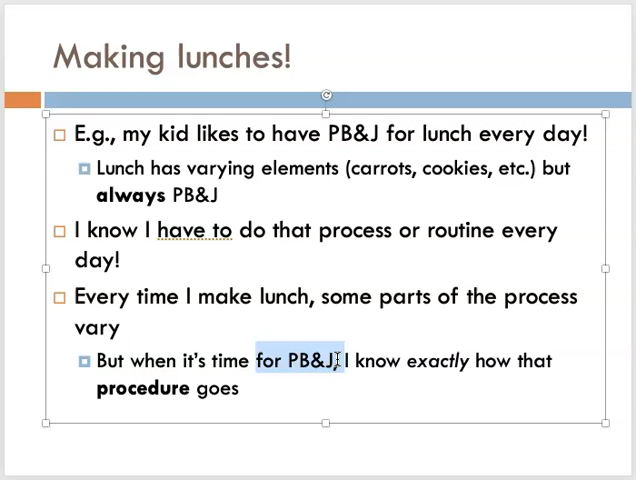 Making lunches!
E.g., my kid likes to have PB&J for lunch every day!
Lunch has varying elements (carrots, cookies, etc.) but
always PB&J
I know I have to do that process or routine every
day!
Every time I make lunch, some parts of the process
vary
But when it's time for PB&J, I know exactly how that
procedure goes